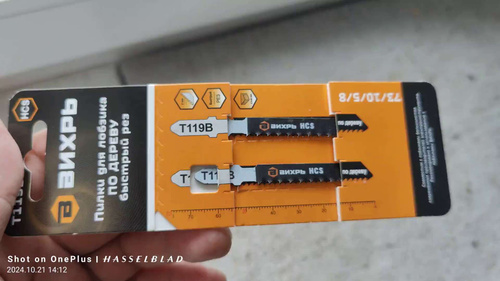 HCS
ВИХРЬ
Пилки для лобзика
ПО ДЕРЕВУ
быстрый рез
T119B
ВИХРЬ HCS
ВИХРЬ HCS
73/10/5/8
Shot on OnePlus | HASSELBLAD
2024.10.21 14:12